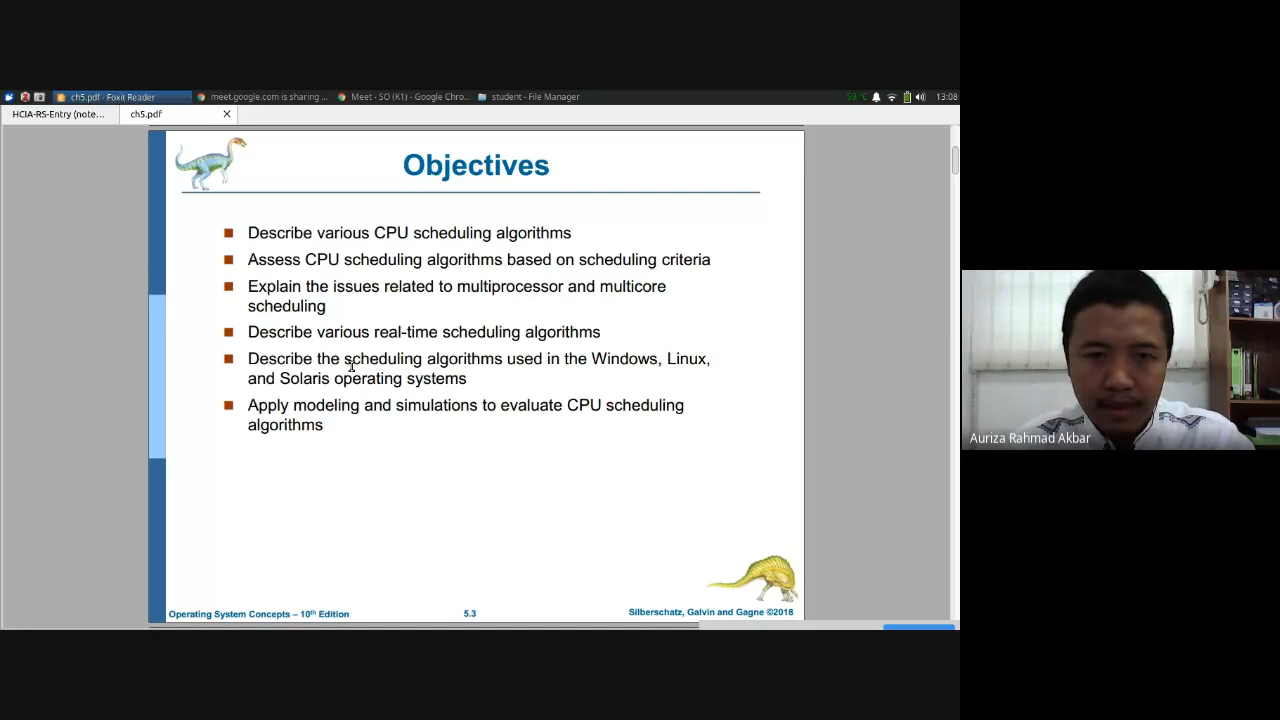 ch5.pdf - Foxit Reader
meet.google.com is sharing ...
Meet - SO (K1) - Google Chro...
student - File Manager
59°C
13:08
HCIA-RS-Entry (note...
ch5.pdf
Objectives
Describe various CPU scheduling algorithms
Assess CPU scheduling algorithms based on scheduling criteria
Explain the issues related to multiprocessor and multicore
scheduling
Describe various real-time scheduling algorithms
Describe the scheduling algorithms used in the Windows, Linux,
and Solaris operating systems
Apply modeling and simulations to evaluate CPU scheduling
algorithms
Auriza Rahmad Akbar
Operating System Concepts – 10th Edition
5.3
Silberschatz, Galvin and Gagne ©2018